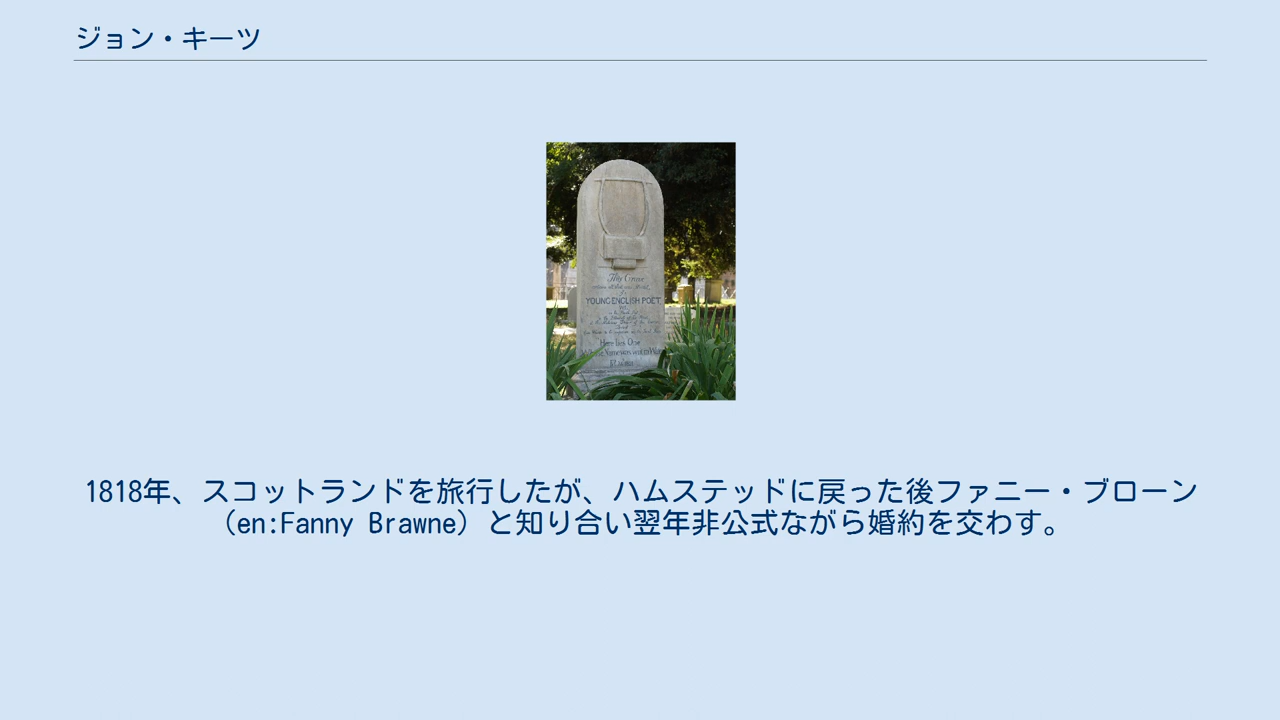 ジョン・キーツ
YOUNG ENGLISH POET
Here lies One
1818年、スコットランドを旅行したが、ハムステッドに戻った後ファニー・ブローン
（en:Fanny Brawne）と知り合い翌年非公式ながら婚約を交わす。